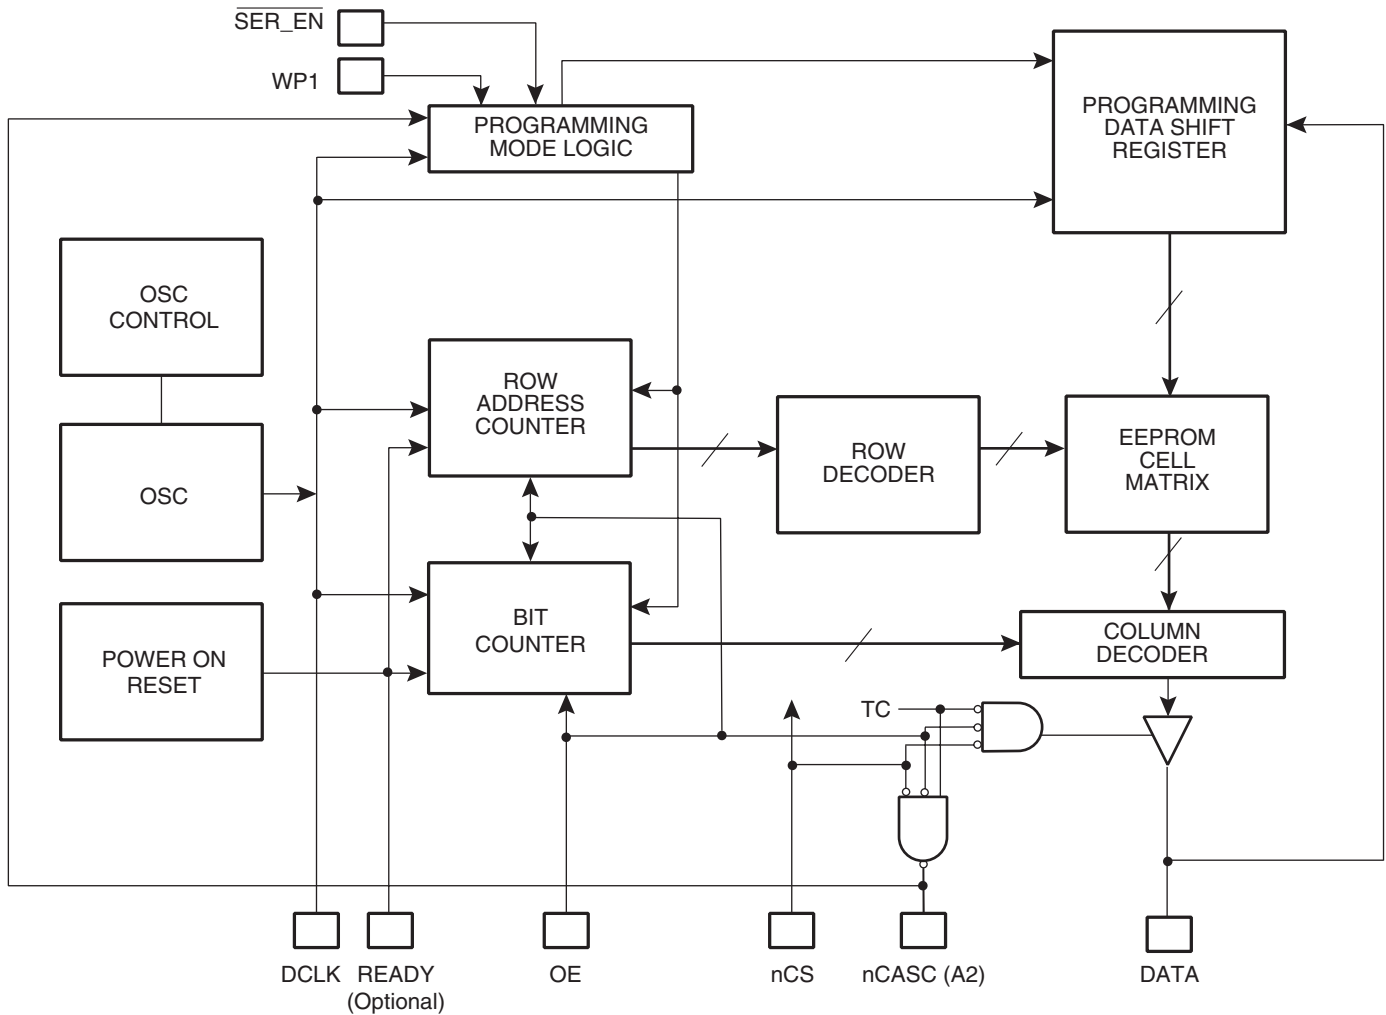 SER_EN
WP1
PROGRAMMING
MODE LOGIC
PROGRAMMING
DATA SHIFT
REGISTER
OSC
CONTROL
ROW
ADDRESS
COUNTER
ROW
DECODER
EEPROM
CELL
MATRIX
OSC
BIT
COUNTER
COLUMN
DECODER
POWER ON
RESET
TC
DCLK
READY
(Optional)
OE
nCS
nCASC (A2)
DATA